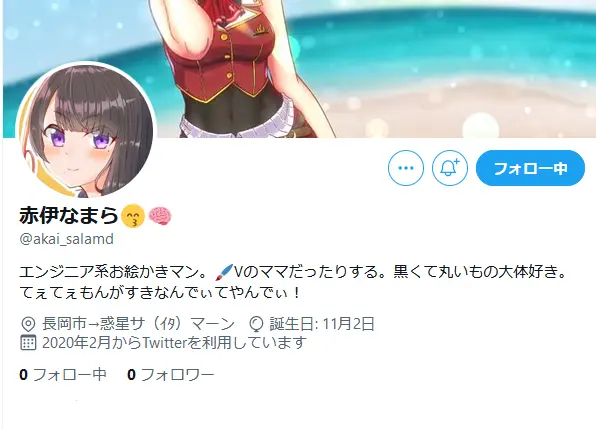 フォロー中
赤伊なまら😙🧠
@akai_salamd
エンジニア系お絵かきマン。🖌️Vのママだったりする。黒くて丸いもの大体好き。
てぇてぇもんがすきなんでぃてやんでぃ！
長岡市→惑星サ（ｲﾀ）マーン 誕生日: 11月2日
2020年2月からTwitterを利用しています
0 フォロー中 0 フォロワー